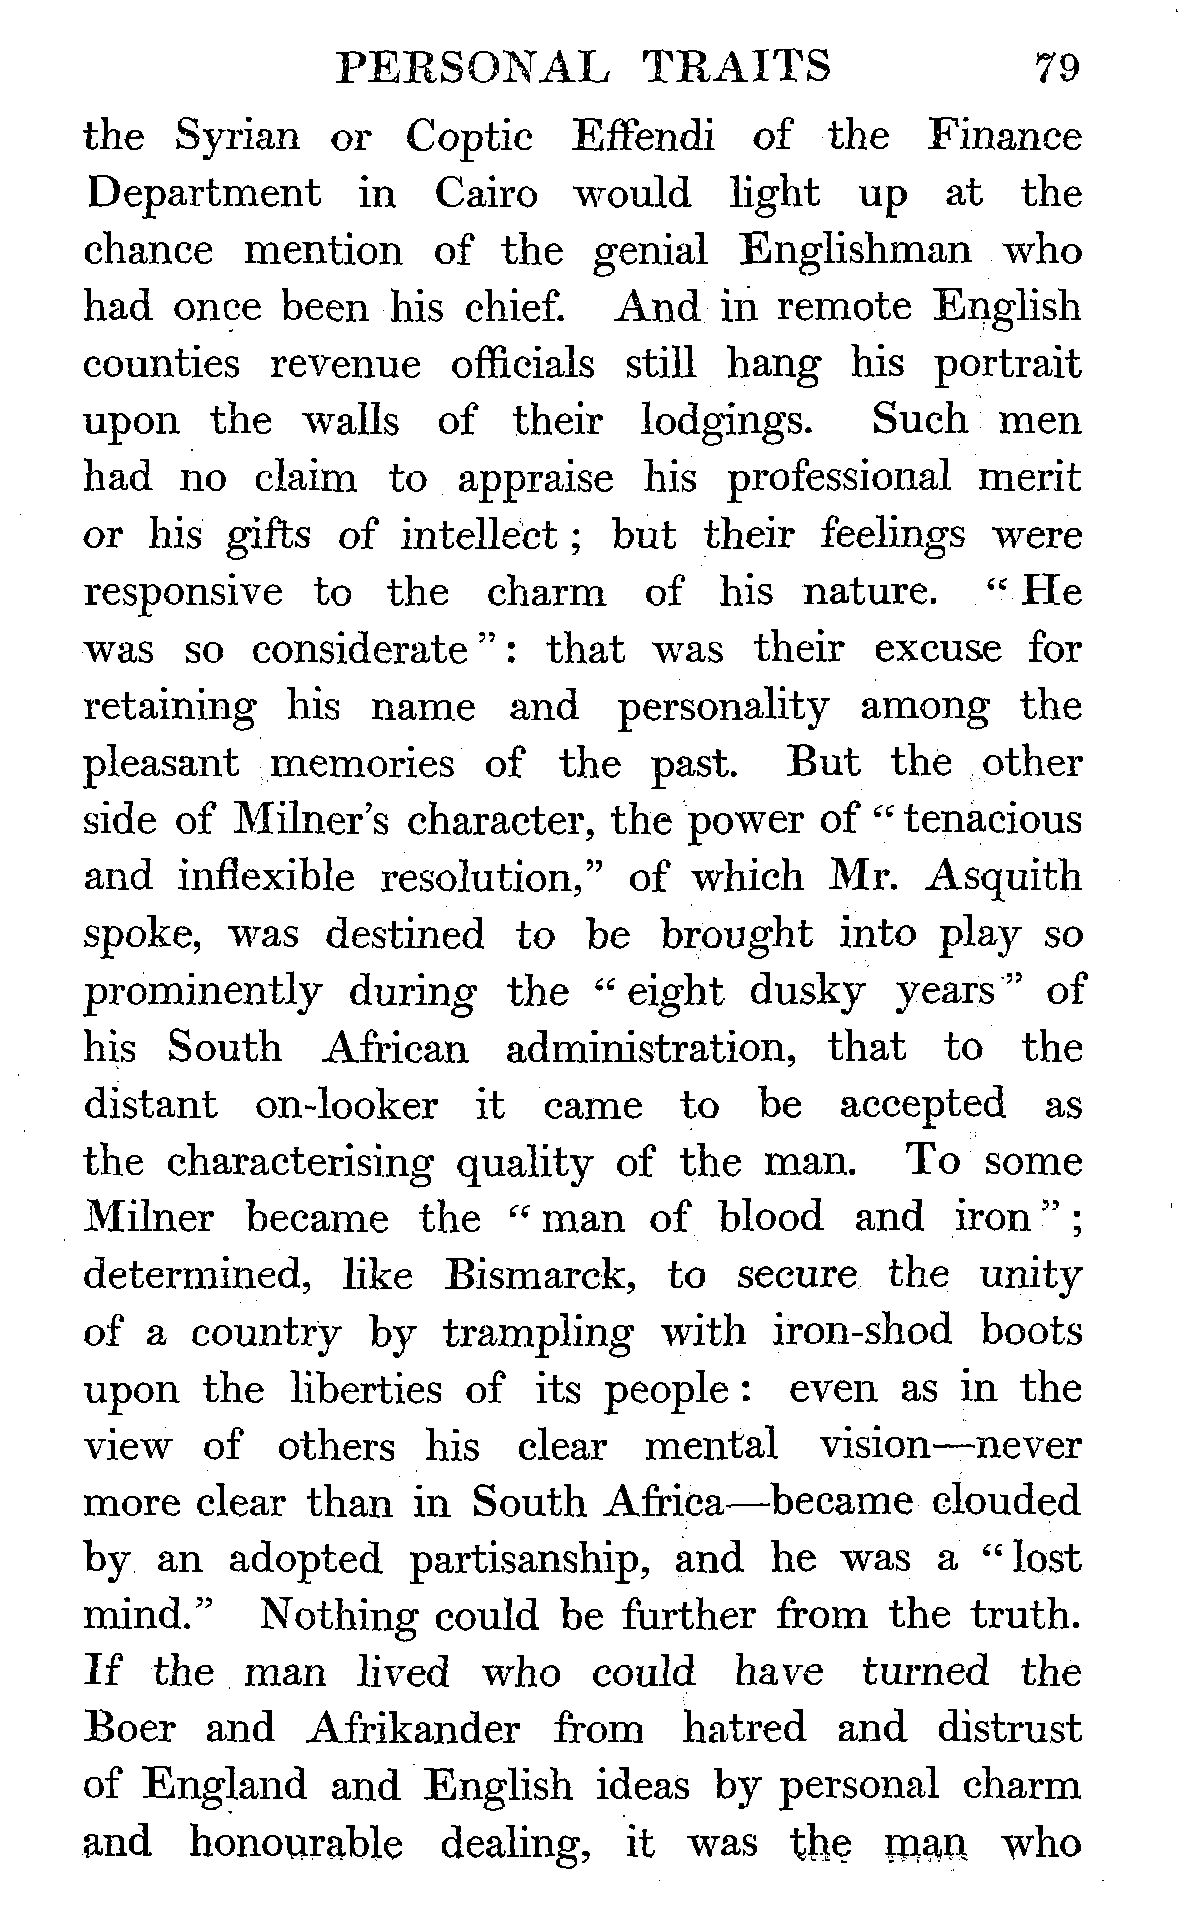 PERSONAL TRAITS 79
the Syrian or Coptic Effendi of the Finance
Department in Cairo would light up at the
chance mention of the genial Englishman who
had once been his chief. And in remote English
counties revenue officials still hang his portrait
upon the walls of their lodgings. Such men
had no claim to appraise his professional merit
or his gifts of intellect ; but their feelings were
responsive to the charm of his nature. “ He
was so considerate ” : that was their excuse for
retaining his name and personality among the
pleasant memories of the past. But the other
side of Milner’s character, the power of “ tenacious
and inflexible resolution,” of which Mr. Asquith
spoke, was destined to be brought into play so
prominently during the “ eight dusky years ” of
his South African administration, that to the
distant on-looker it came to be accepted as
the characterising quality of the man. To some
Milner became the “ man of blood and iron ” ;
determined, like Bismarck, to secure the unity
of a country by trampling with iron-shod boots
upon the liberties of its people : even as in the
view of others his clear mental vision—never
more clear than in South Africa—became clouded
by an adopted partisanship, and he was a “ lost
mind.” Nothing could be further from the truth.
If the man lived who could have turned the
Boer and Afrikander from hatred and distrust
of England and English ideas by personal charm
and honourable dealing, it was the man who